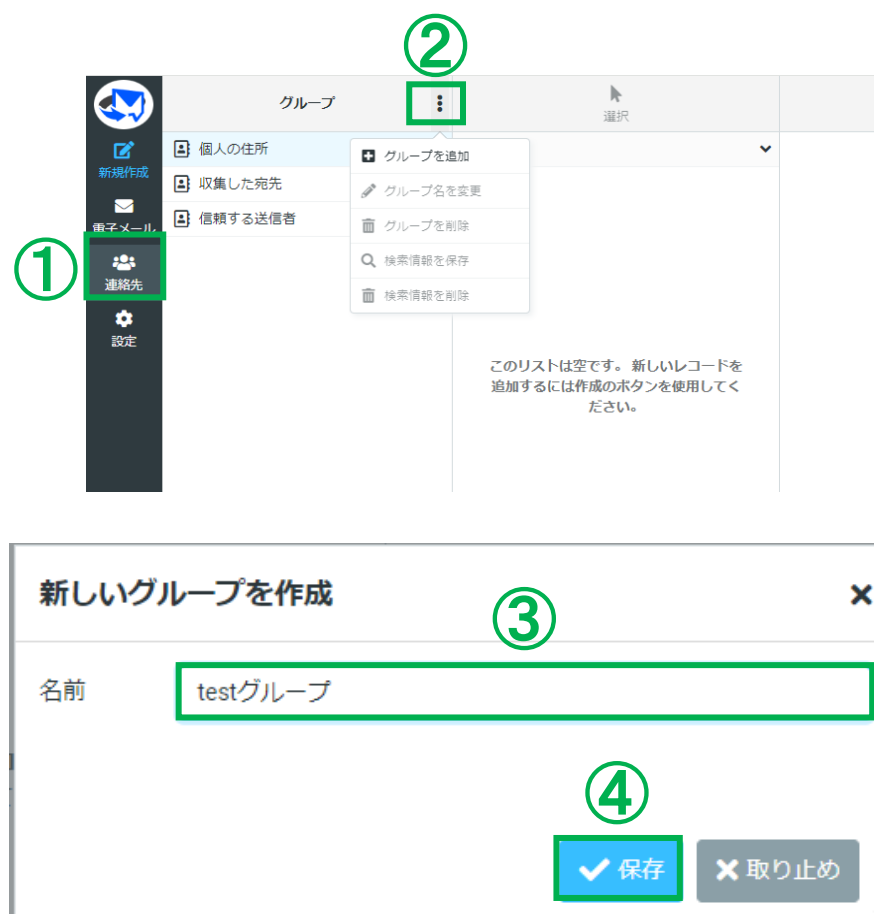 ②
グループ
選択
新規作成
個人の住所
グループを追加
収集した宛先
グループ名を変更
電子メール
信頼する送信者
グループを削除
①
連絡先
検索情報を保存
検索情報を削除
設定
このリストは空です。 新しいレコードを
追加するには作成のボタンを使用してく
ださい。
新しいグループを作成
③
名前
testグループ
④
保存
取り止め